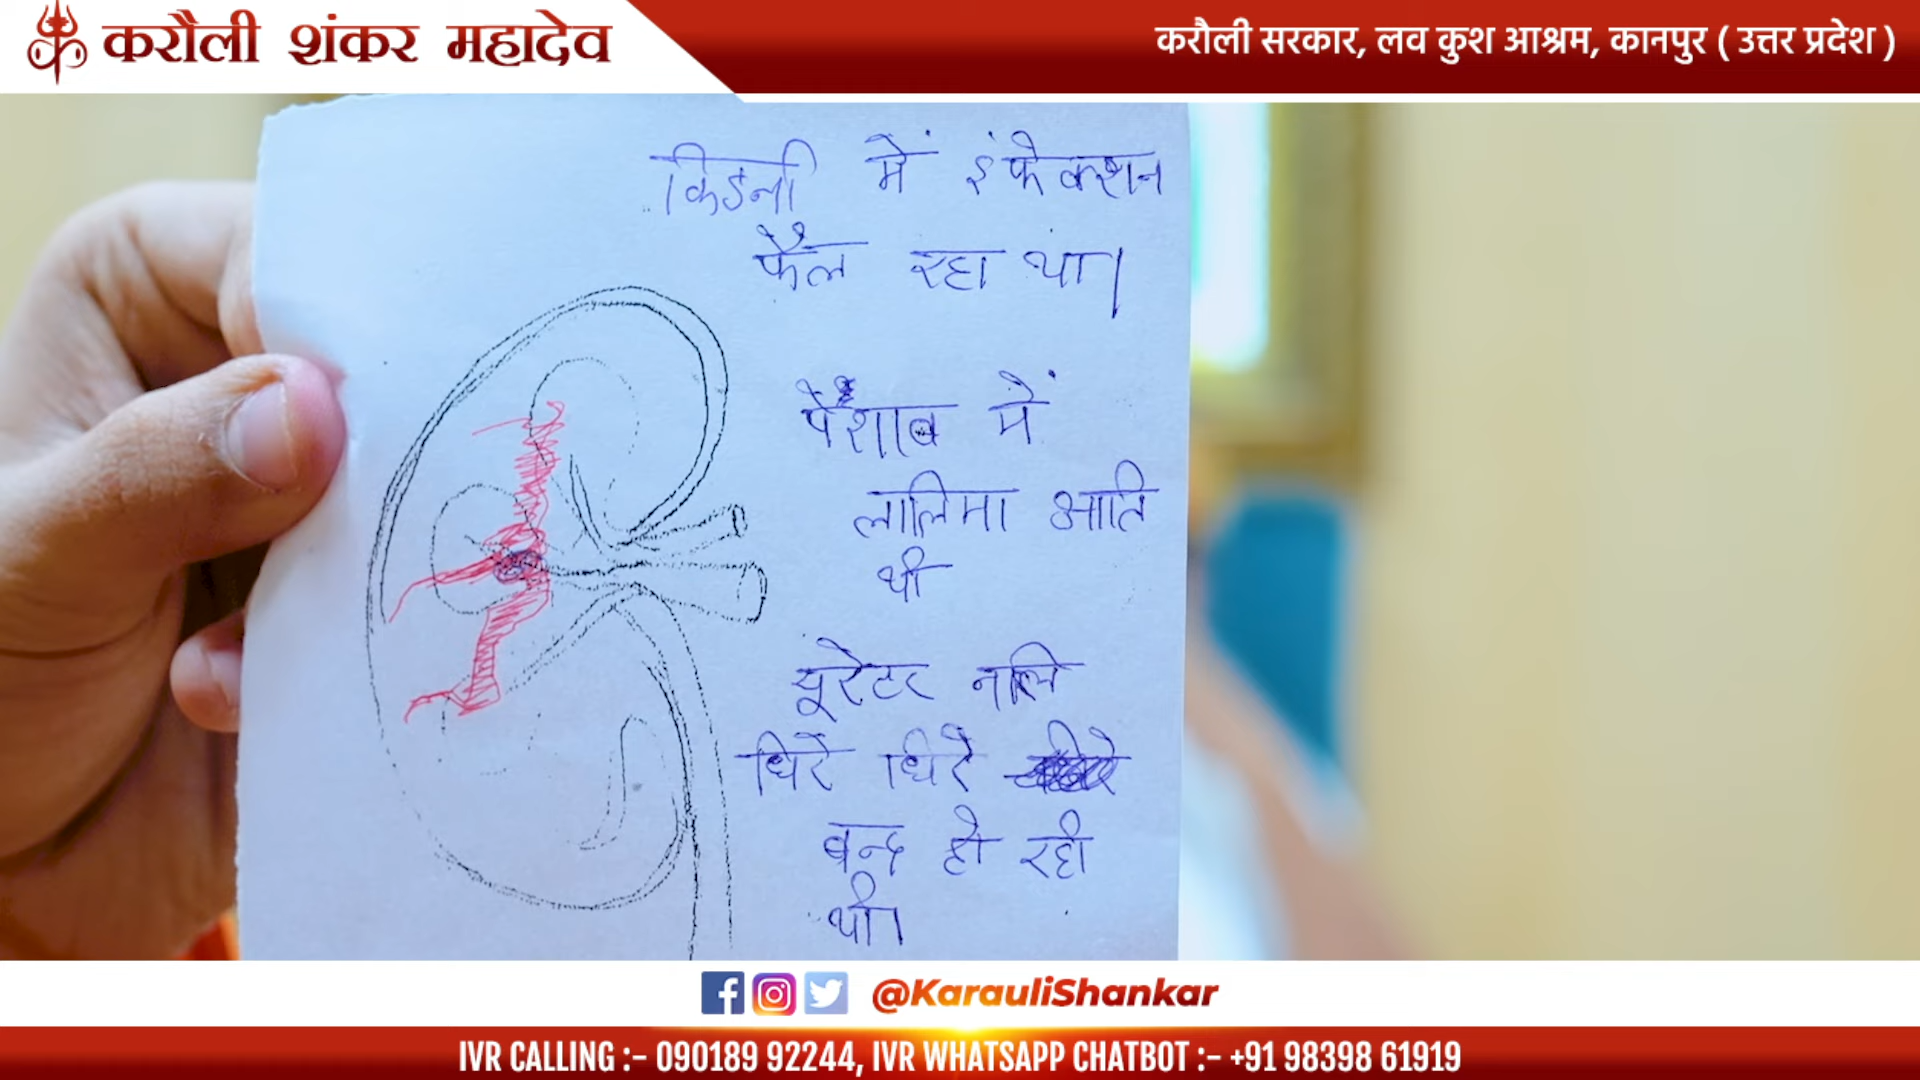 करौली शंकर महादेव
करौली सरकार, लव कुश आश्रम, कानपुर ( उत्तर प्रदेश )
किडनी में इंफेक्शन
फैल रहा था।
पैशाब में
लालिमा आति
थी
यूरेटर नलि
धिरे धिरे
बन्द हो रही
थी।
@KarauliShankar
IVR CALLING :- 090189 92244, IVR WHATSAPP CHATBOT :- +91 98398 61919